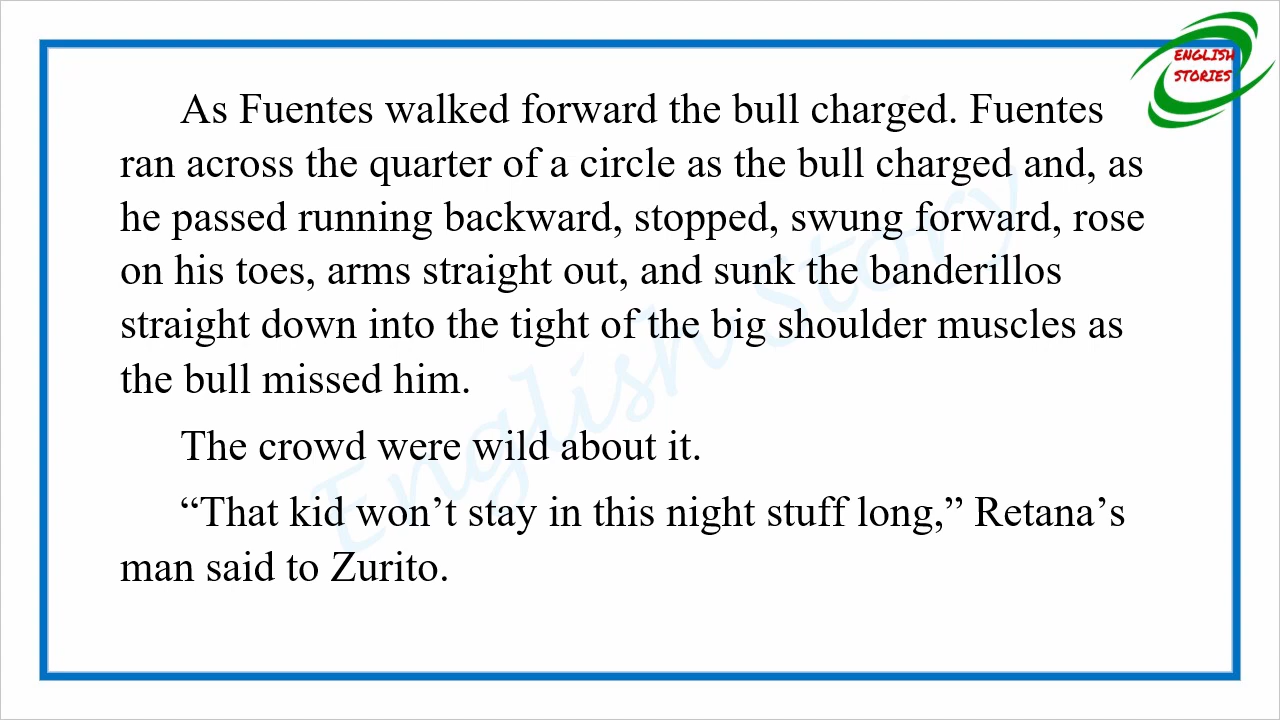 ENGLISH
STORIES
As Fuentes walked forward the bull charged. Fuentes
ran across the quarter of a circle as the bull charged and, as
he passed running backward, stopped, swung forward, rose
on his toes, arms straight out, and sunk the banderillos
straight down into the tight of the big shoulder muscles as
the bull missed him.
The crowd were wild about it.
“That kid won’t stay in this night stuff long,” Retana’s
man said to Zurito.
English Story